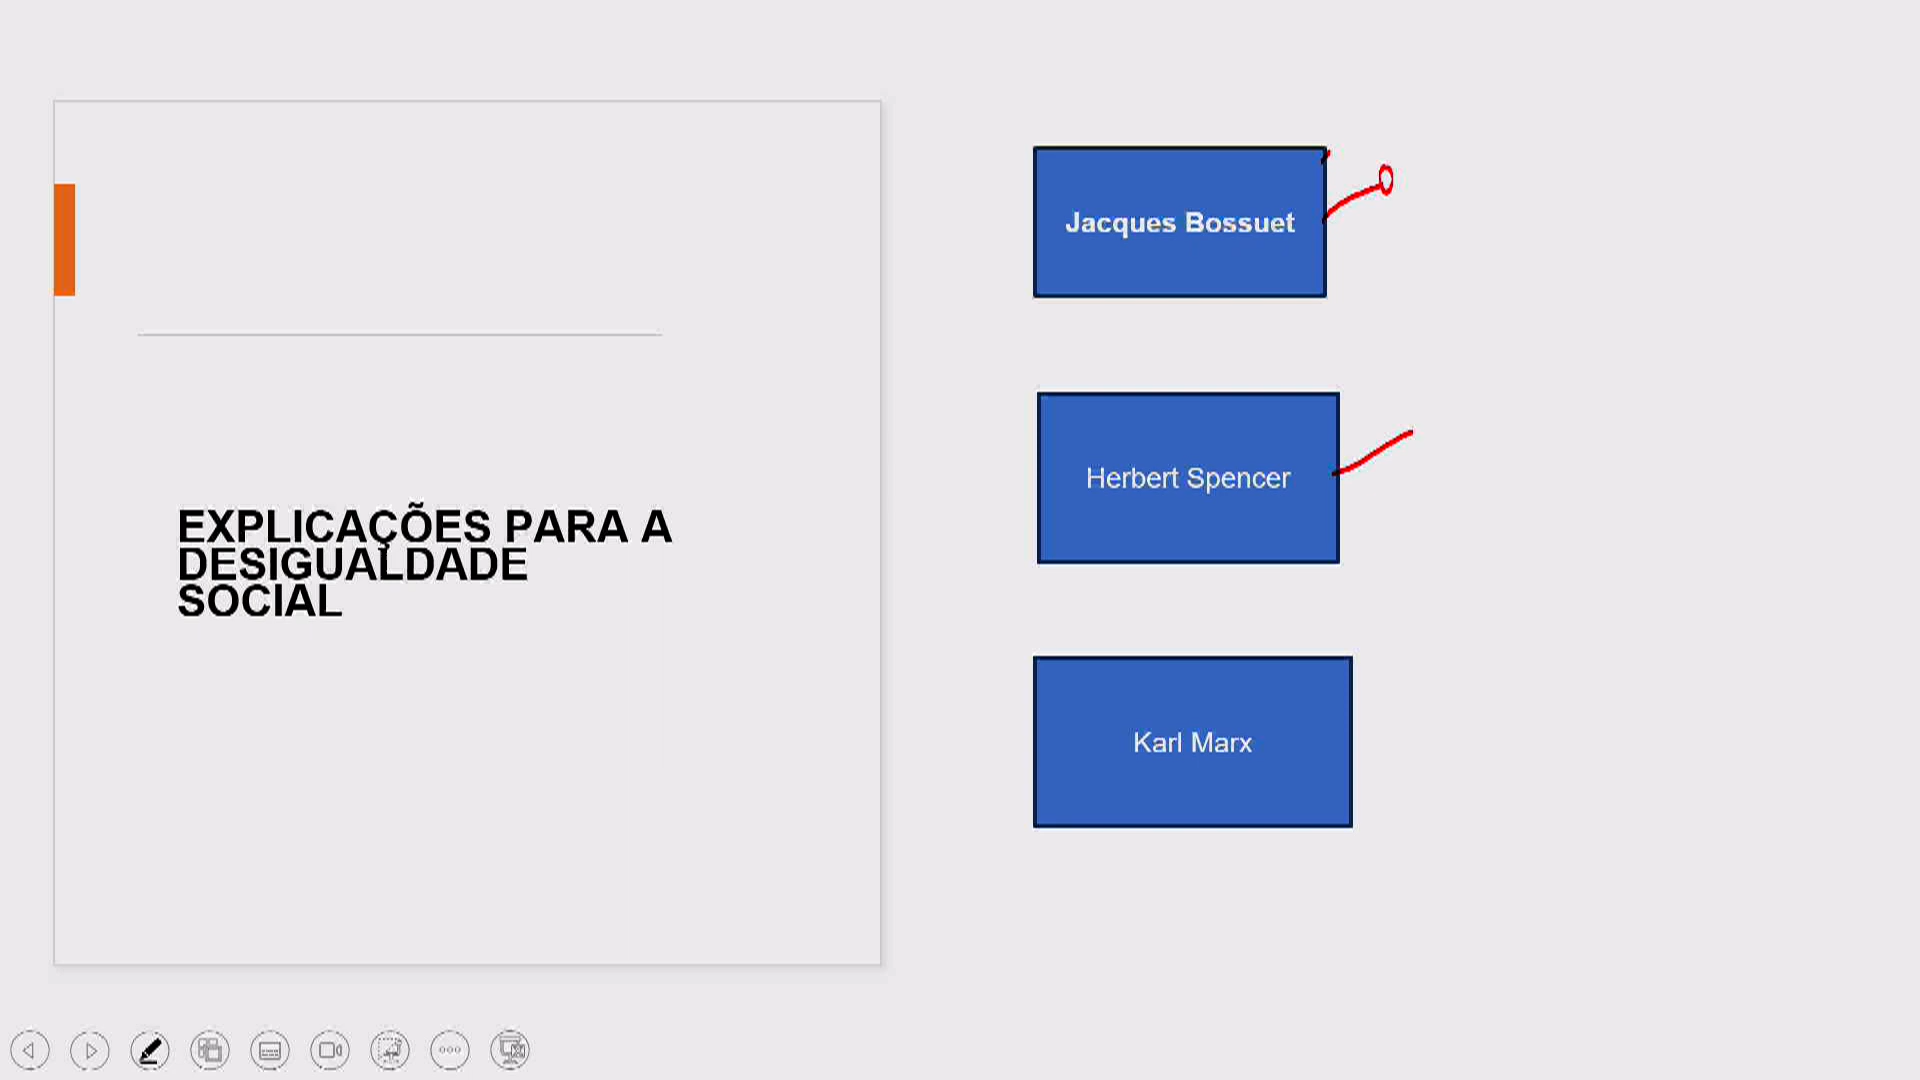 EXPLICAÇÕES PARA A
DESIGUALDADE
SOCIAL
Jacques Bossuet
Herbert Spencer
Karl Marx